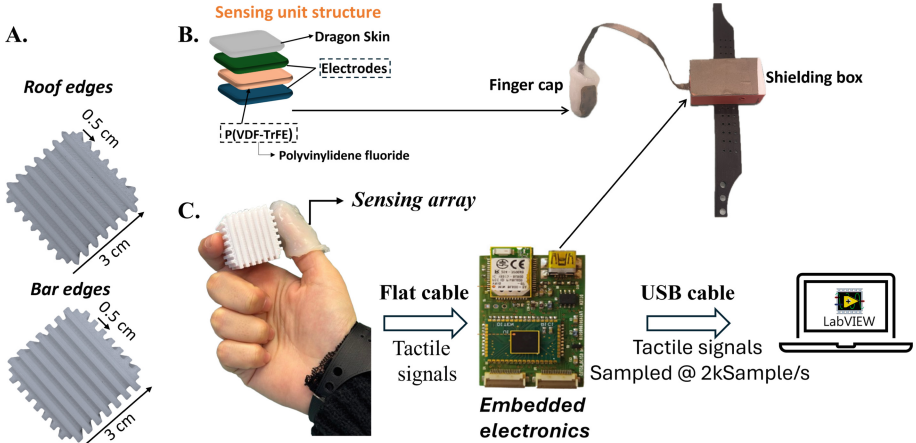 A.
Roof edges
0.5 cm
3 cm
Bar edges
0.5 cm
3 cm
Sensing unit structure
B.
Dragon Skin
Electrodes
P(VDF-TrFE)
Polyvinylidene fluoride
Finger cap
Shielding box
C.
Sensing array
Flat cable
Tactile
signals
Embedded
electronics
USB cable
Tactile signals
Sampled @ 2kSample/s
LabVIEW